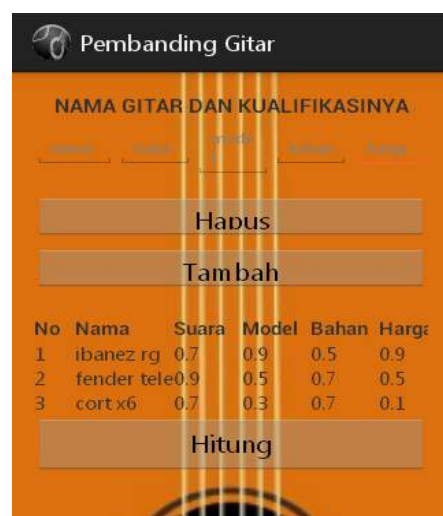 Pembanding Gitar
NAMA GITAR DAN KUALIFIKASINYA
Hapus
Tambah
No Nama Suara Model Bahan Harga
1 ibanez rg 0.7 0.9 0.5 0.9
2 fender tele 0.9 0.5 0.7 0.5
3 cort x6 0.7 0.3 0.7 0.1
Hitung